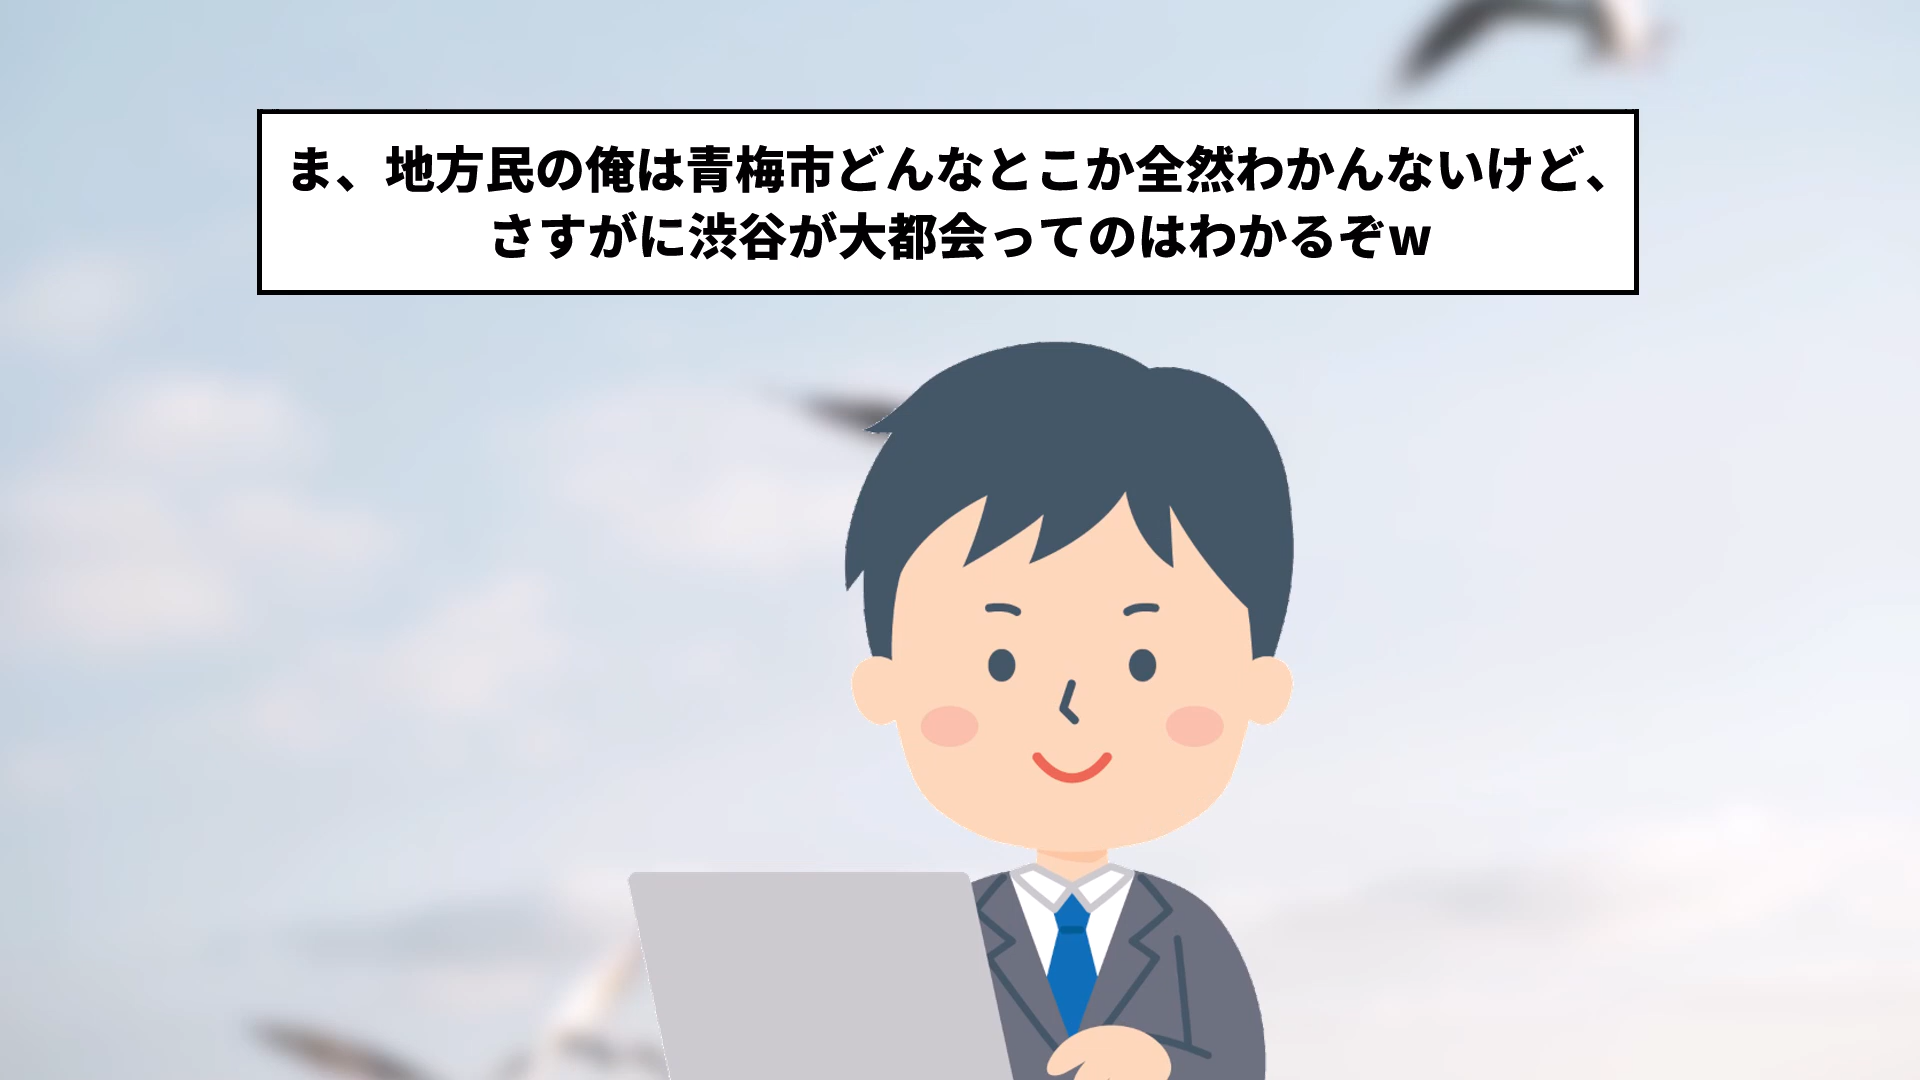 ま、地方民の俺は青梅市どんなとこか全然わかんないけど、
さすがに渋谷が大都会ってのはわかるぞw